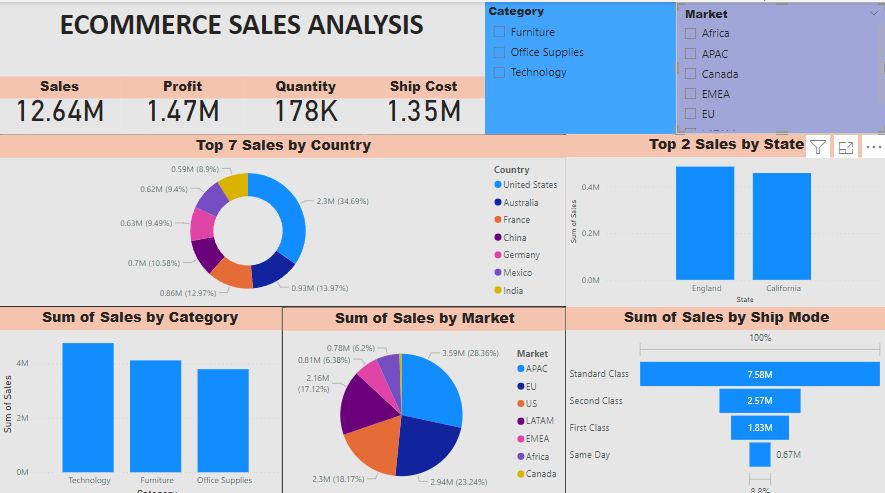 ECOMMERCE SALES ANALYSIS
Category
Furniture
Office Supplies
Technology
Market
Africa
APAC
Canada
EMEA
EU
Sales
12.64M
Profit
1.47M
Quantity
178K
Ship Cost
1.35M
Top 7 Sales by Country
0.59M (8.9%)
0.62M (9.4%)
0.63M (9.49%)
0.7M (10.58%)
0.86M (12.97%)
0.93M (13.97%)
2.3M (34.69%)
Country
United States
Australia
France
China
Germany
Mexico
India
Top 2 Sales by State
Sum of Sales
0.4M
0.2M
0.0M
England
California
State
Sum of Sales by Category
Sum of Sales
4M
2M
0M
Technology
Furniture
Office Supplies
Category
Sum of Sales by Market
0.78M (6.2%)
0.81M (6.38%)
2.16M
(17.12%)
2.3M (18.17%)
2.94M (23.24%)
3.59M (28.36%)
Market
APAC
EU
US
LATAM
EMEA
Africa
Canada
Sum of Sales by Ship Mode
100%
Standard Class
7.58M
Second Class
2.57M
First Class
1.83M
Same Day
0.67M
8.8%